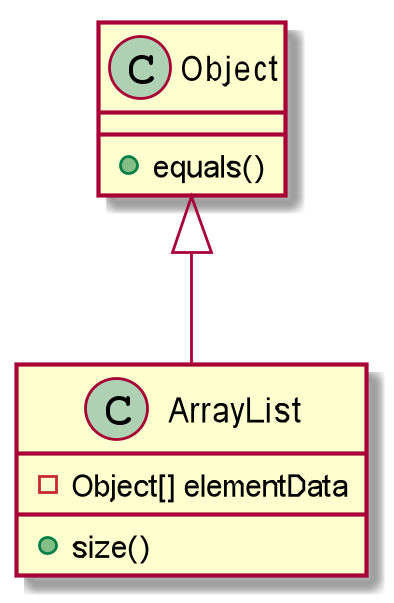 C Object
equals()
C ArrayList
Object[] elementData
size()